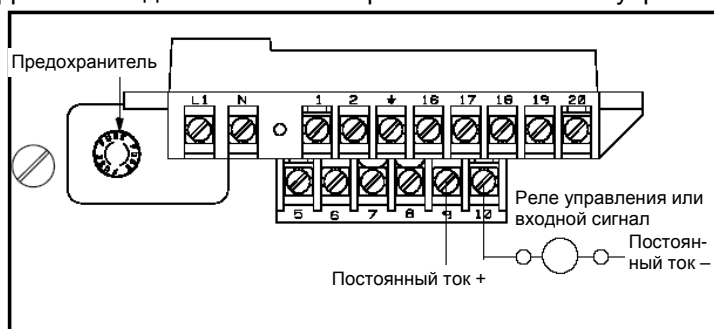 Предохранитель
L1 N 1 2 16 17 18 19 20
5 6 7 8 9 10
Реле управления или
входной сигнал
Постоян-
ный ток –
Постоянный ток +